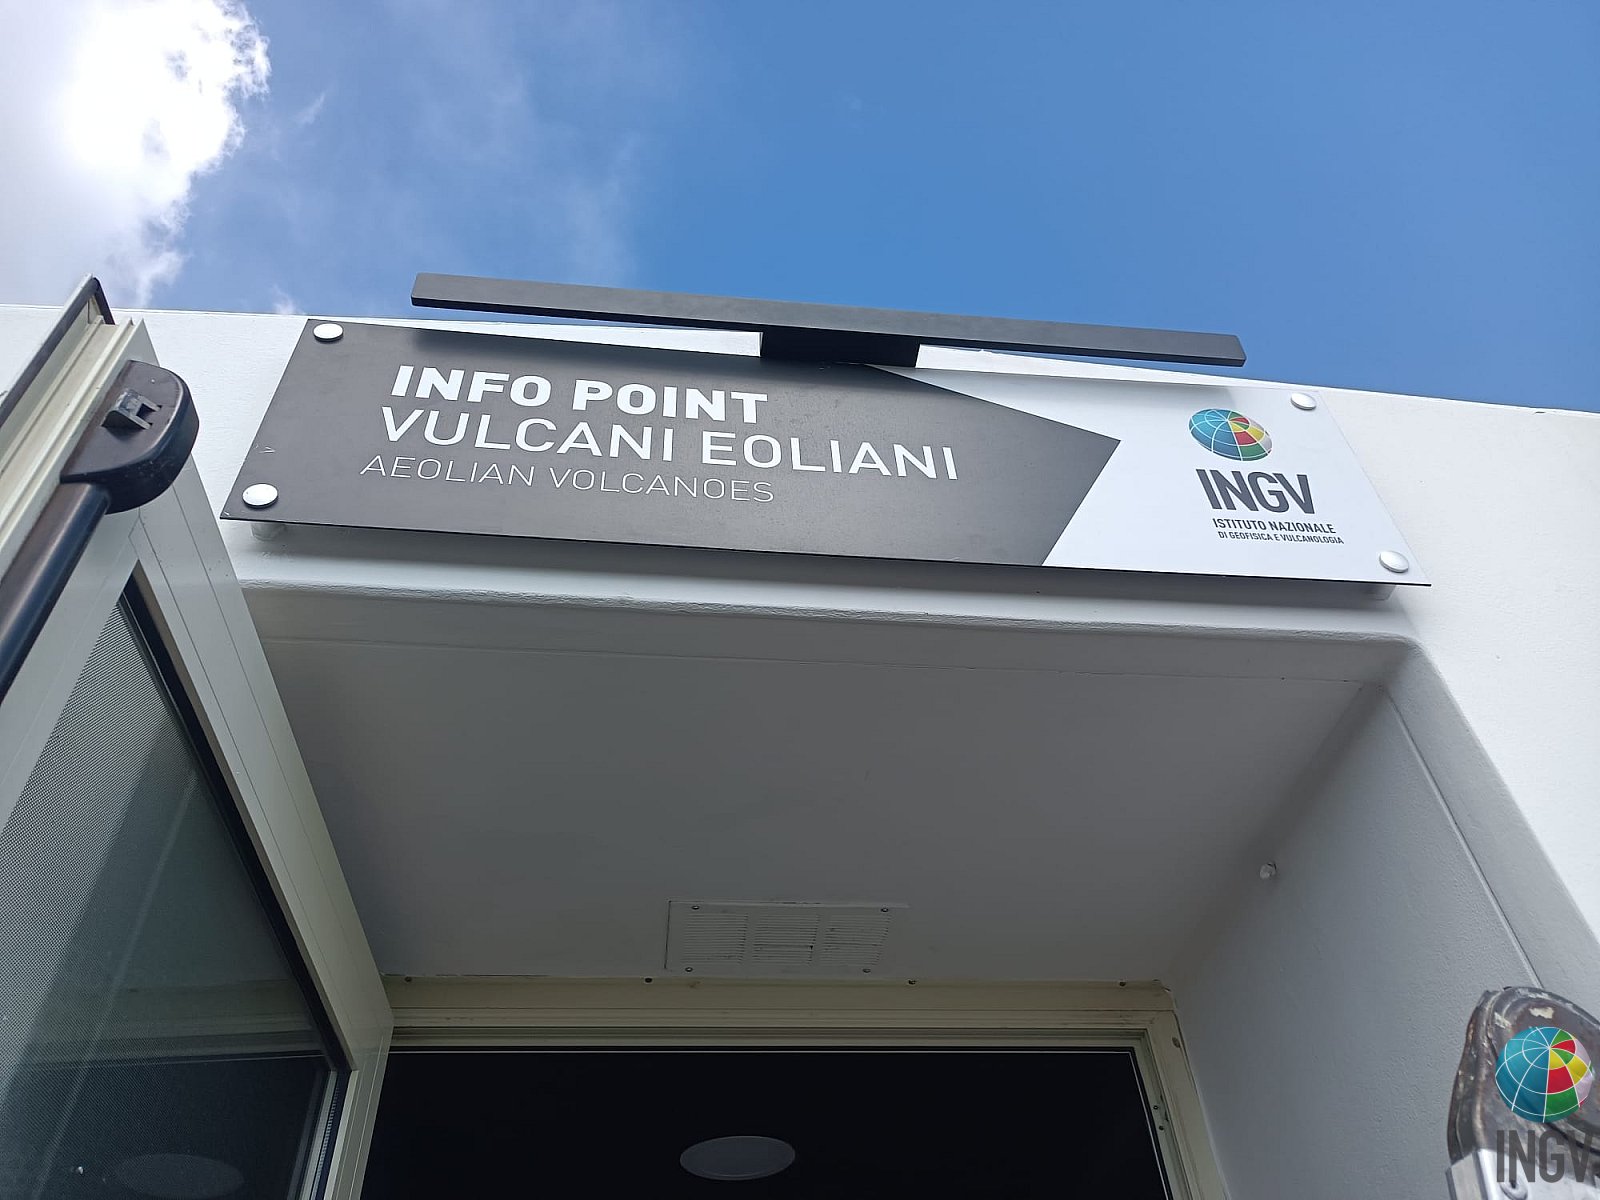 INFO POINT
VULCANI EOLIANI
AEOLIAN VOLCANOES
INGV
ISTITUTO NAZIONALE
DI GEOFISICA E VULCANOLOGIA
INGV